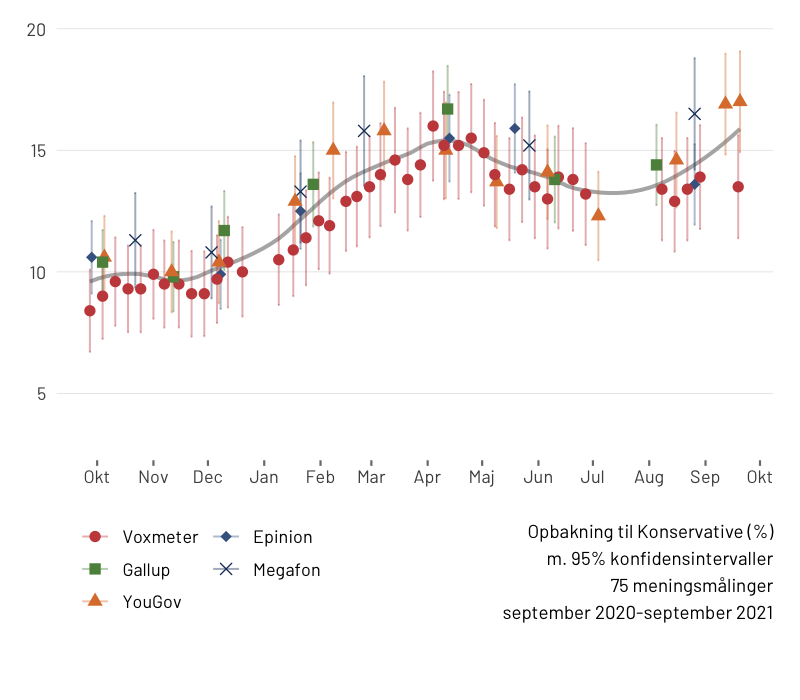 20
15
10
5
Okt Nov Dec Jan Feb Mar Apr Maj Jun Jul Aug Sep Okt
Voxmeter Epinion
Gallup Megafon
YouGov
Opbakning til Konservative (%)
m. 95% konfidensintervaller
75 meningsmålinger
september 2020-september 2021